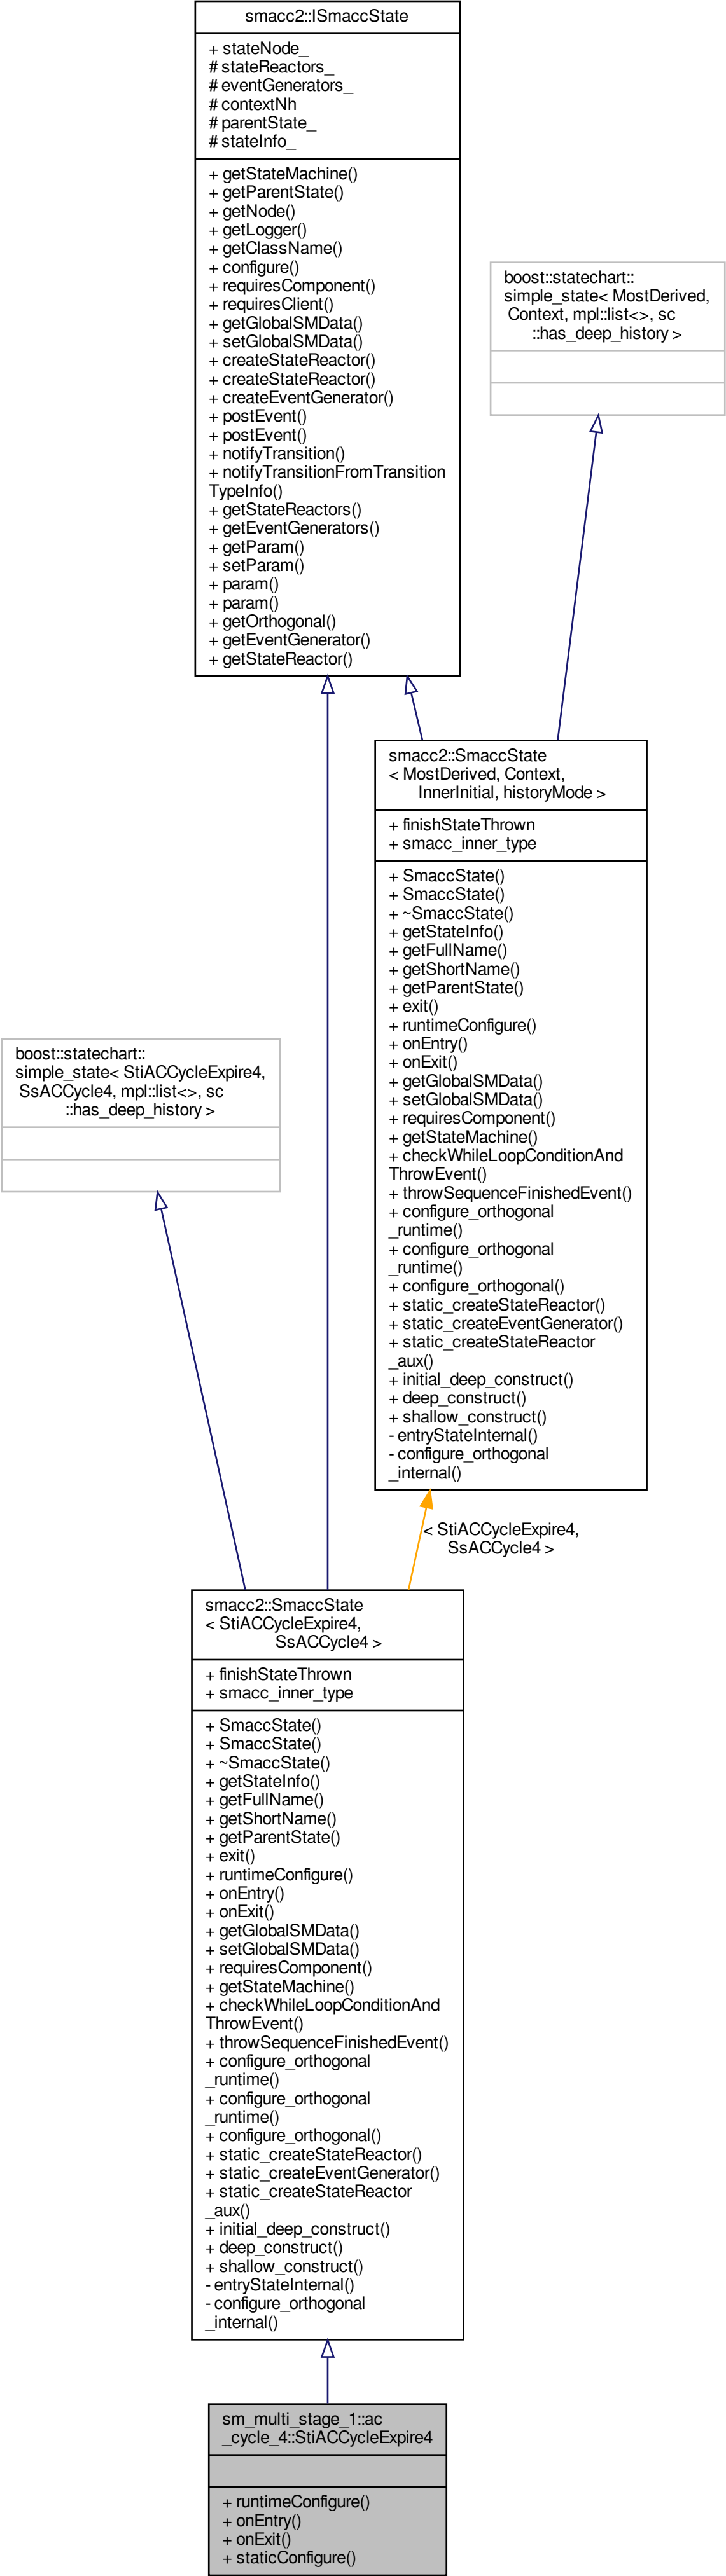 smacc2::ISmaccState
+ stateNode_
# stateReactors_
# eventGenerators_
# contextNh
# parentState_
# stateInfo_
+ getStateMachine()
+ getParentState()
+ getNode()
+ getLogger()
+ getClassName()
+ configure()
+ requiresComponent()
+ requiresClient()
+ getGlobalSMData()
+ setGlobalSMData()
+ createStateReactor()
+ createStateReactor()
+ createEventGenerator()
+ postEvent()
+ postEvent()
+ notifyTransition()
+ notifyTransitionFromTransition
TypeInfo()
+ getStateReactors()
+ getEventGenerators()
+ getParam()
+ setParam()
+ param()
+ param()
+ getOrthogonal()
+ getEventGenerator()
+ getStateReactor()
boost::statechart::
simple_state< MostDerived,
Context, mpl::list<>, sc
::has_deep_history >
smacc2::SmaccState
< MostDerived, Context,
InnerInitial, historyMode >
+ finishStateThrown
+ smacc_inner_type
+ SmaccState()
+ SmaccState()
+ ~SmaccState()
+ getStateInfo()
+ getFullName()
+ getShortName()
+ getParentState()
+ exit()
+ runtimeConfigure()
+ onEntry()
+ onExit()
+ getGlobalSMData()
+ setGlobalSMData()
+ requiresComponent()
+ getStateMachine()
+ checkWhileLoopConditionAnd
ThrowEvent()
+ throwSequenceFinishedEvent()
+ configure_orthogonal
_runtime()
+ configure_orthogonal
_runtime()
+ configure_orthogonal()
+ static_createStateReactor()
+ static_createEventGenerator()
+ static_createStateReactor
_aux()
+ initial_deep_construct()
+ deep_construct()
+ shallow_construct()
- entryStateInternal()
- configure_orthogonal
_internal()
boost::statechart::
simple_state< StiACCycleExpire4,
SsACCycle4, mpl::list<>, sc
::has_deep_history >
< StiACCycleExpire4,
SsACCycle4 >
smacc2::SmaccState
< StiACCycleExpire4,
SsACCycle4 >
+ finishStateThrown
+ smacc_inner_type
+ SmaccState()
+ SmaccState()
+ ~SmaccState()
+ getStateInfo()
+ getFullName()
+ getShortName()
+ getParentState()
+ exit()
+ runtimeConfigure()
+ onEntry()
+ onExit()
+ getGlobalSMData()
+ setGlobalSMData()
+ requiresComponent()
+ getStateMachine()
+ checkWhileLoopConditionAnd
ThrowEvent()
+ throwSequenceFinishedEvent()
+ configure_orthogonal
_runtime()
+ configure_orthogonal
_runtime()
+ configure_orthogonal()
+ static_createStateReactor()
+ static_createEventGenerator()
+ static_createStateReactor
_aux()
+ initial_deep_construct()
+ deep_construct()
+ shallow_construct()
- entryStateInternal()
- configure_orthogonal
_internal()
sm_multi_stage_1::ac
_cycle_4::StiACCycleExpire4
+ runtimeConfigure()
+ onEntry()
+ onExit()
+ staticConfigure()